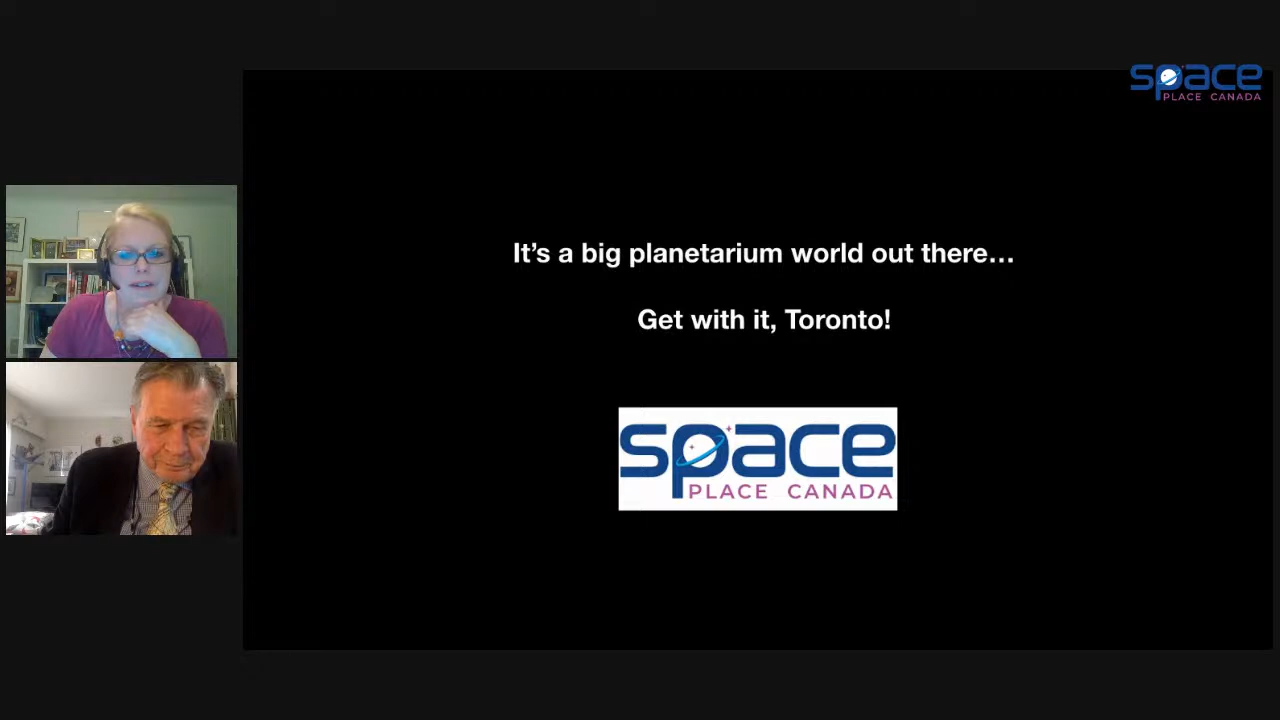 space
PLACE CANADA
It's a big planetarium world out there…
Get with it, Toronto!
space
PLACE CANADA